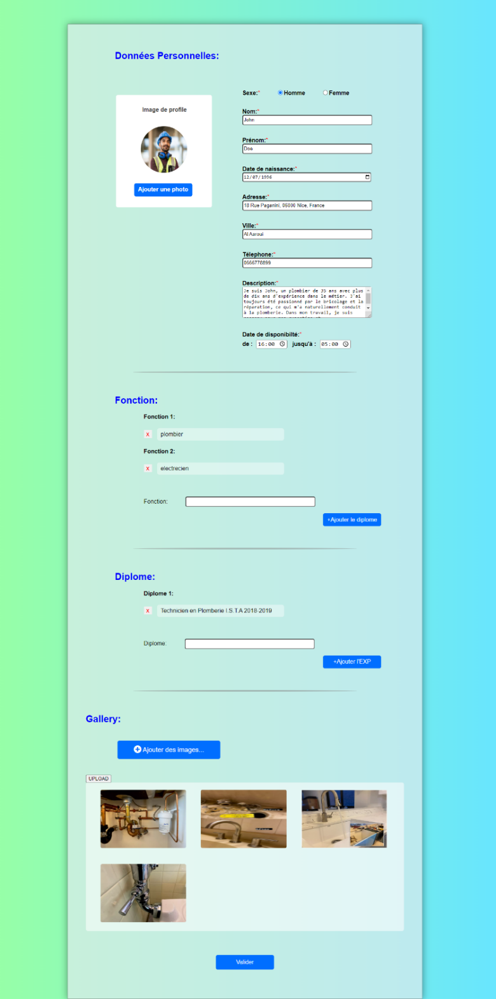 Données Personnelles:
Image de profile
Ajouter une photo
Sexe:* Homme Femme
Nom:*
John
Prénom:*
Doe
Date de naissance:*
12/07/1996
Adresse:*
18 Rue Paganini, 06000 Nice, France
Ville:*
Al Aaroui
Télephone:*
0666778899
Description:*
Je suis John, un plombier de 35 ans avec plus
de dix ans d'expérience dans le métier. J'ai
toujours été passionné par le bricolage et la
réparation, ce qui m'a naturellement conduit
à la plomberie. Dans mon travail, je suis
Date de disponibilté:*
de : 16:00 jusqu'à : 05:00
Fonction:
Fonction 1:
x plombier
Fonction 2:
x electrecien
Fonction:
+Ajouter le diplome
Diplome:
Diplome 1:
x Technicien en Plomberie I.S.T.A 2018-2019
Diplome:
+Ajouter l'EXP
Gallery:
Ajouter des images...
UPLOAD
Valider